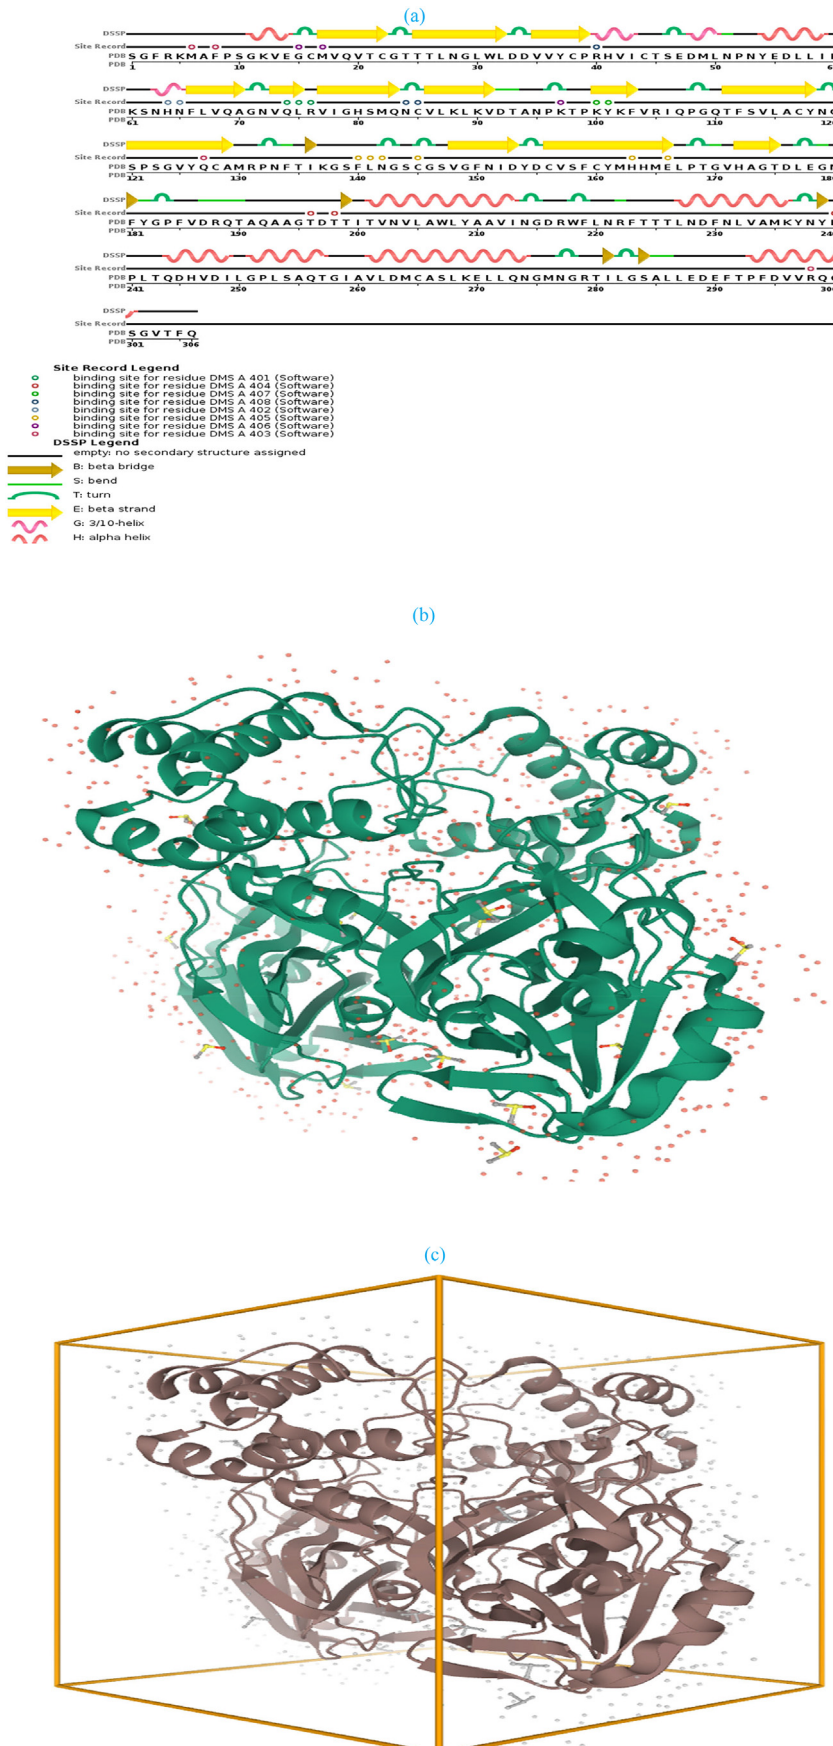 (a)
DSSP
Site Record
PDB SGFRKMAFPSGKVEGCMVQVTCGTTTLNGLWLDDVVYCPRHVICTSEDMLNPNYEDLLI
PDB 1 10 20 30 40 50
DSSP
Site Record
PDB KSNHNFLVQAGNVQLRVIGHSMQNCVLKLKVDTANPKTPKYKFVRIQPGQTFSVLACYN
PDB 61 70 80 90 100 110
DSSP
Site Record
PDB SPSGVYQCAMRPNFTIKGSFLNGSCGSVGFNIDYDCVSFCYMHHMELPTGVHAGTDLEG
PDB 121 130 140 150 160 170
DSSP
Site Record
PDB FYGPFVDRQTAQAAGTDTTITVNVLAWLYAAVINGDRWFLNRFTTTLNDFNLVAMKYNY
PDB 181 190 200 210 220 230
DSSP
Site Record
PDB PLTQDHVDILGPLSAQTGIAVLDMCASLKELLQNGMNGRTILGSALLEDEFTPFDVVRQ
PDB 241 250 260 270 280 290
DSSP
Site Record
PDB SGVTFQ
PDB 301 306
Site Record Legend
binding site for residue DMS A 401 (Software)
binding site for residue DMS A 404 (Software)
binding site for residue DMS A 407 (Software)
binding site for residue DMS A 408 (Software)
binding site for residue DMS A 402 (Software)
binding site for residue DMS A 405 (Software)
binding site for residue DMS A 406 (Software)
binding site for residue DMS A 403 (Software)
DSSP Legend
empty: no secondary structure assigned
B: beta bridge
S: bend
T: turn
E: beta strand
G: 3/10-helix
H: alpha helix
(b)
(c)